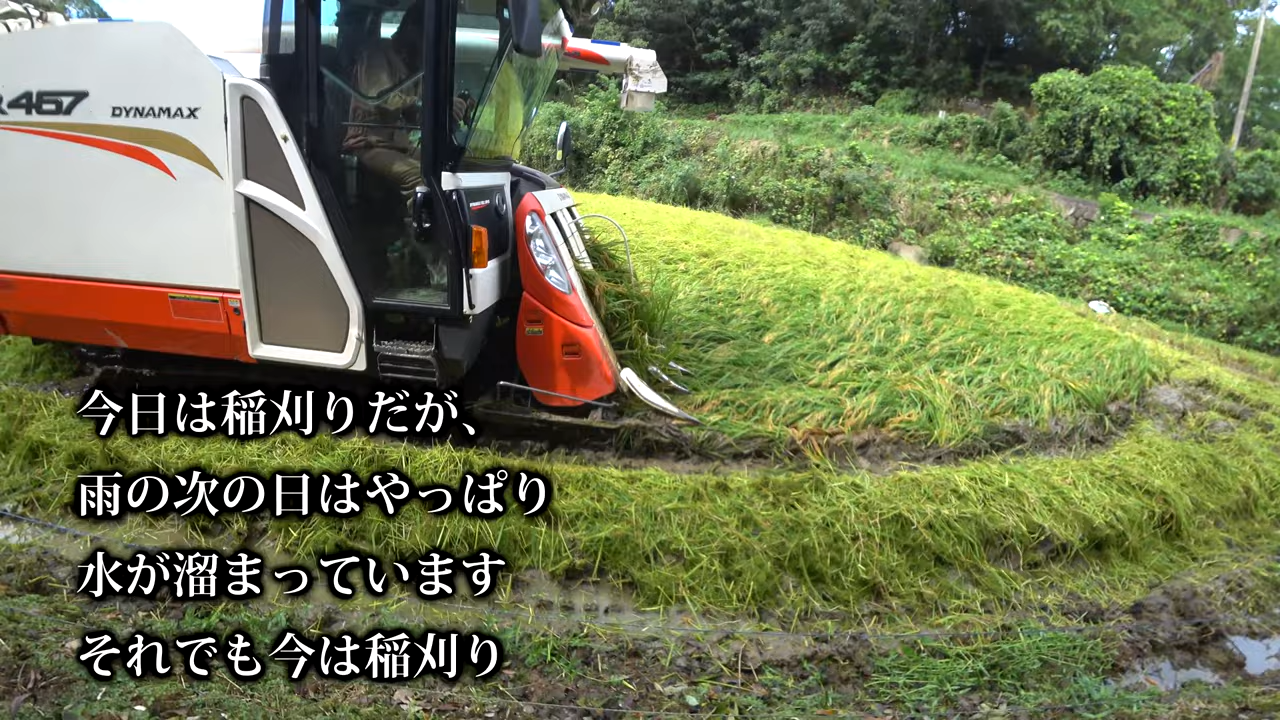 R467 DYNAMAX
今日は稲刈りだが、
雨の次の日はやっぱり
水が溜まっています
それでも今は稲刈り